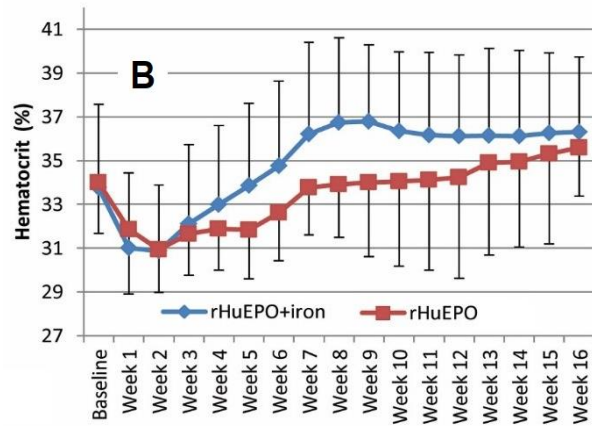 B
Hematocrit (%)
41
39
37
35
33
31
29
27
rHuEPO+iron rHuEPO
Baseline
Week 1
Week 2
Week 3
Week 4
Week 5
Week 6
Week 7
Week 8
Week 9
Week 10
Week 11
Week 12
Week 13
Week 14
Week 15
Week 16